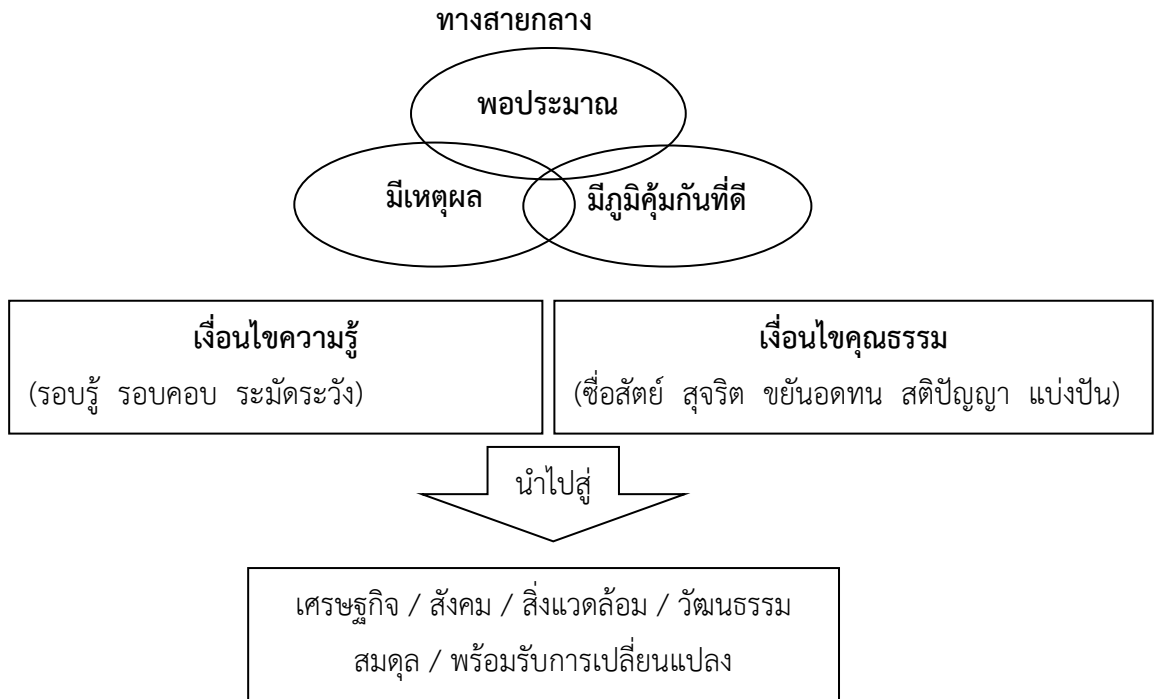 ทางสายกลาง
พอประมาณ
มีเหตุผล
มีภูมิคุ้มกันที่ดี
เงื่อนไขความรู้
(รอบรู้ รอบคอบ ระมัดระวัง)
เงื่อนไขคุณธรรม
(ซื่อสัตย์ สุจริต ขยันอดทน สติปัญญา แบ่งปัน)
นำไปสู่
เศรษฐกิจ / สังคม / สิ่งแวดล้อม / วัฒนธรรม
สมดุล / พร้อมรับการเปลี่ยนแปลง